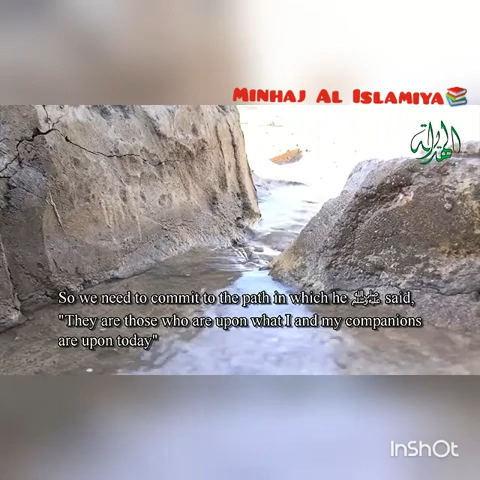 MINHAJ AL ISLAMIYA
الهداية
So we need to commit to the path in which he ﷺ said,
"They are those who are upon what I and my companions
are upon today"
InShOt